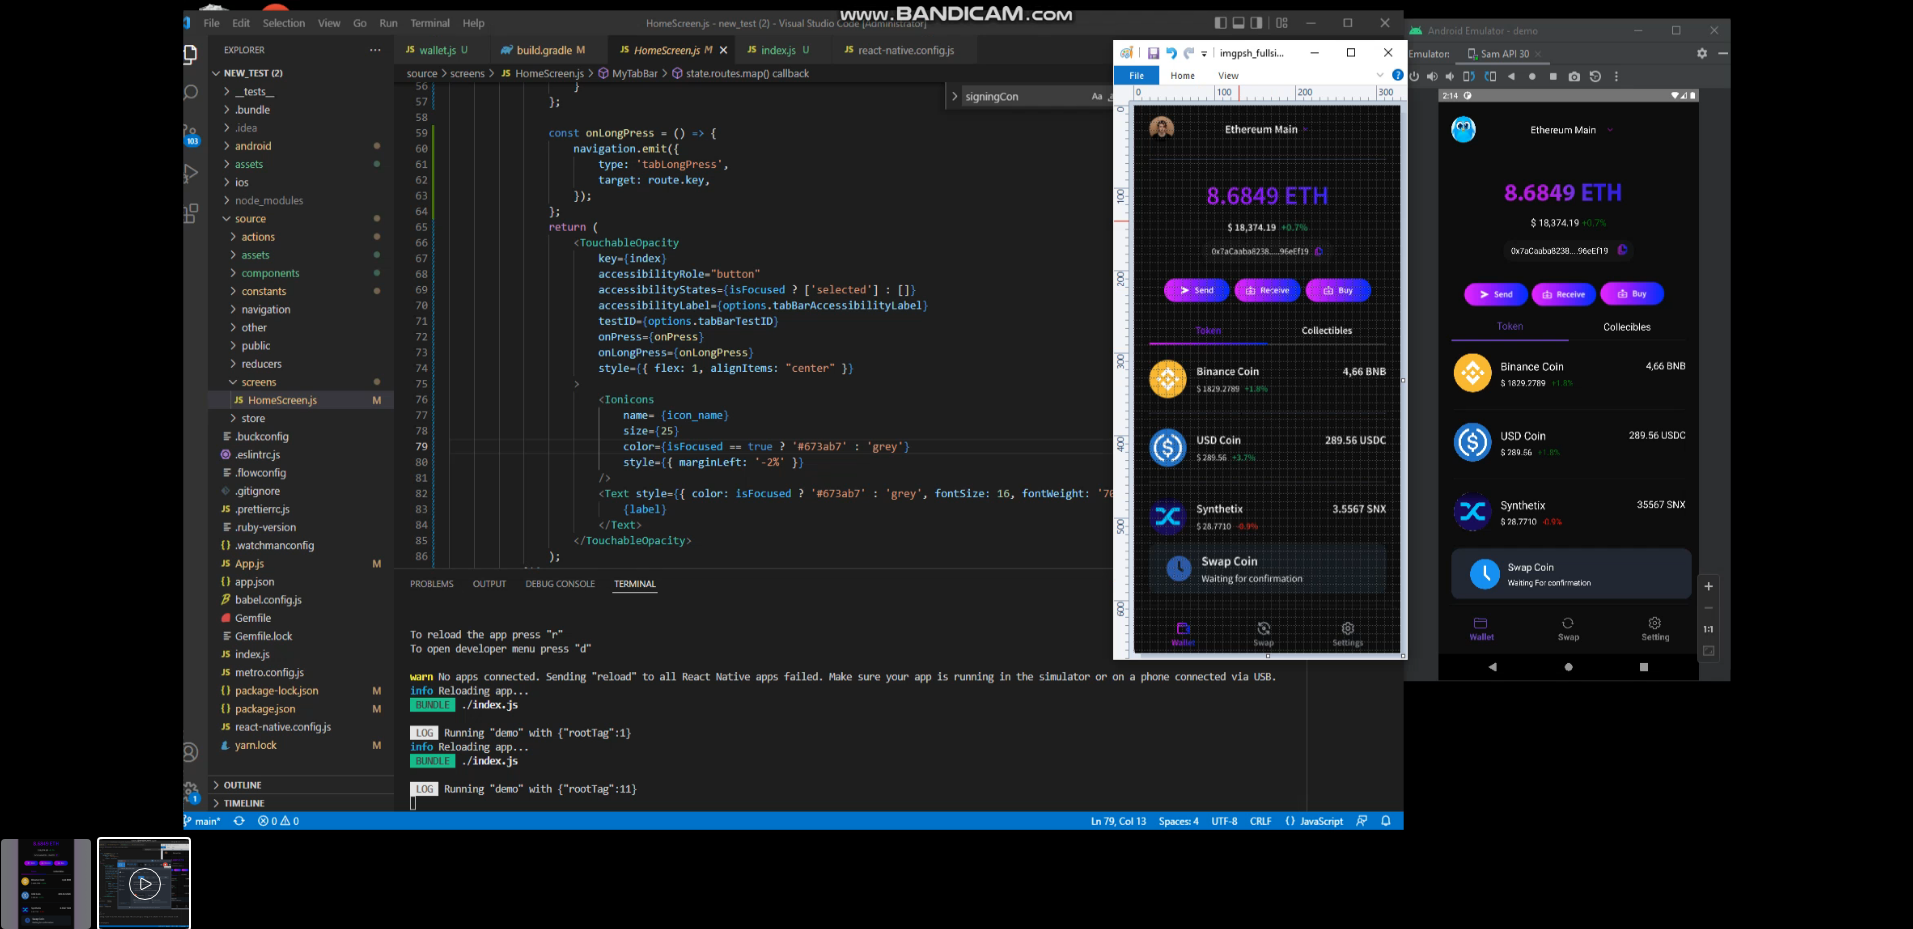 www.BANDICAM.com
File Edit Selection View Go Run Terminal Help
HomeScreen.js - new_test (2) - Visual Studio Code [Administrator]
EXPLORER ...
wallet.js U
build.gradle M
HomeScreen.js M
index.js U
react-native.config.js
source > screens > JS HomeScreen.js > MyTabBar > state.routes.map() callback
signingCon Aa
NEW_TEST (2)
__tests__
.bundle
.idea
android
assets
ios
node_modules
source
actions
assets
components
constants
navigation
other
public
reducers
screens
JS HomeScreen.js M
store
.buckconfig
.eslintrc.js
.flowconfig
.gitignore
JS .prettierrc.js
.ruby-version
{} .watchmanconfig
JS App.js M
{} app.json
babel.config.js
Gemfile
Gemfile.lock
JS index.js
JS metro.config.js
{} package-lock.json M
{} package.json M
JS react-native.config.js
yarn.lock M
OUTLINE
TIMELINE
103
1
56 }
57 };
58
59 const onLongPress = () => {
60 navigation.emit({
61 type: 'tabLongPress',
62 target: route.key,
63 });
64 };
65 return (
66 <TouchableOpacity
67 key={index}
68 accessibilityRole="button"
69 accessibilityStates={isFocused ? ['selected'] : []}
70 accessibilityLabel={options.tabBarAccessibilityLabel}
71 testID={options.tabBarTestID}
72 onPress={onPress}
73 onLongPress={onLongPress}
74 style={{ flex: 1, alignItems: "center" }}
75 >
76 <Ionicons
77 name= {icon_name}
78 size={25}
79 color={isFocused == true ? '#673ab7' : 'grey'}
80 style={{ marginLeft: '-2%' }}
81 />
82 <Text style={{ color: isFocused ? '#673ab7' : 'grey', fontSize: 16, fontWeight: '70
83 {label}
84 </Text>
85 </TouchableOpacity>
86 );
PROBLEMS OUTPUT DEBUG CONSOLE TERMINAL
To reload the app press "r"
To open developer menu press "d"
warn No apps connected. Sending "reload" to all React Native apps failed. Make sure your app is running in the simulator or on a phone connected via USB.
info Reloading app...
BUNDLE ./index.js
LOG Running "demo" with {"rootTag":1}
info Reloading app...
BUNDLE ./index.js
LOG Running "demo" with {"rootTag":11}
main* 0 0
Ln 79, Col 13 Spaces: 4 UTF-8 CRLF {} JavaScript
imgpsh_fullsi...
File Home View
0 100 200 300
0
100
200
300
400
500
600
Ethereum Main
8.6849 ETH
$ 18,374.19 +0.7%
0x7aCaaba8238.....96eEf19
Send Receive Buy
Token Collectibles
Binance Coin 4,66 BNB
$ 1829.2789 +1.8%
USD Coin 289.56 USDC
$ 289.56 +3.7%
Synthetix 3.5567 SNX
$ 28.7710 -0.9%
Swap Coin
Waiting for confirmation
Wallet Swap Settings
Android Emulator - demo
Emulator: Sam API 30
2:14
Ethereum Main
8.6849 ETH
$ 18,374.19 +0.7%
0x7aCaaba8238....96eEf19
Send Receive Buy
Token Collectibles
Binance Coin 4,66 BNB
$ 1829.2789 +1.8%
USD Coin 289.56 USDC
$ 289.56 +1.8%
Synthetix 35567 SNX
$ 28.7710 -0.9%
Swap Coin
Waiting For confirmation
Wallet Swap Setting
1:1
8.6849 ETH